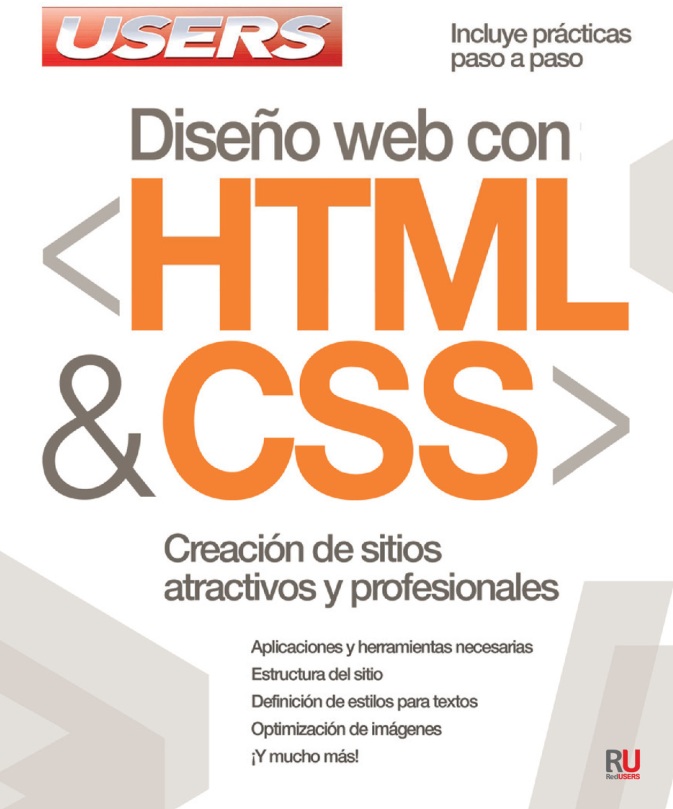 USERS
Incluye prácticas
paso a paso
Diseño web con
<HTML
& CSS>
Creación de sitios
atractivos y profesionales
Aplicaciones y herramientas necesarias
Estructura del sitio
Definición de estilos para textos
Optimización de imágenes
¡Y mucho más!
RU
RedUSERS